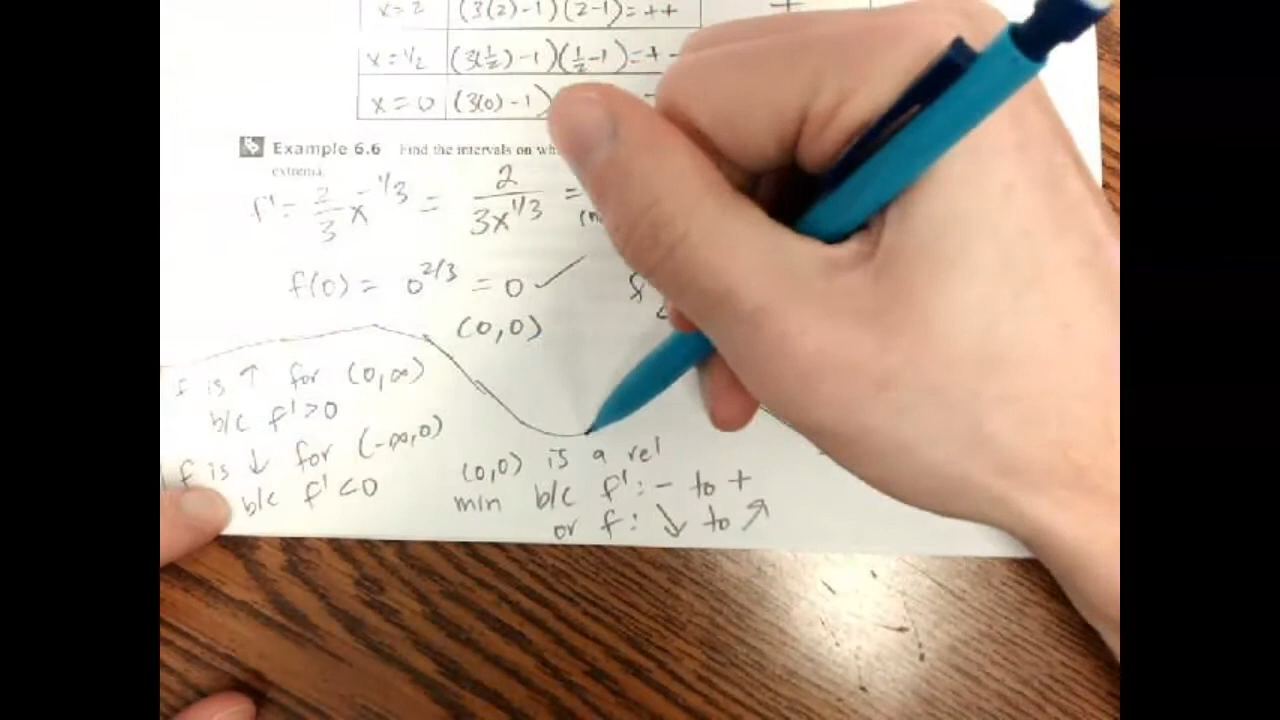 x=2 (3(2)-1)(2-1)=++ +
x=1/2 (3(1/2)-1)(1/2-1)=+-
x=0 (3(0)-1)
Example 6.6 Find the intervals on
extrema.
f'= 2/3 x^-1/3 = 2/3x^1/3 =
f(0) = 0^2/3 = 0 ✓
(0,0)
f is ↑ for (0,∞)
b/c f'>0
f is ↓ for (-∞,0)
b/c f'<0
(0,0) is a rel
min b/c f': - to +
or f: ↘ to ↗